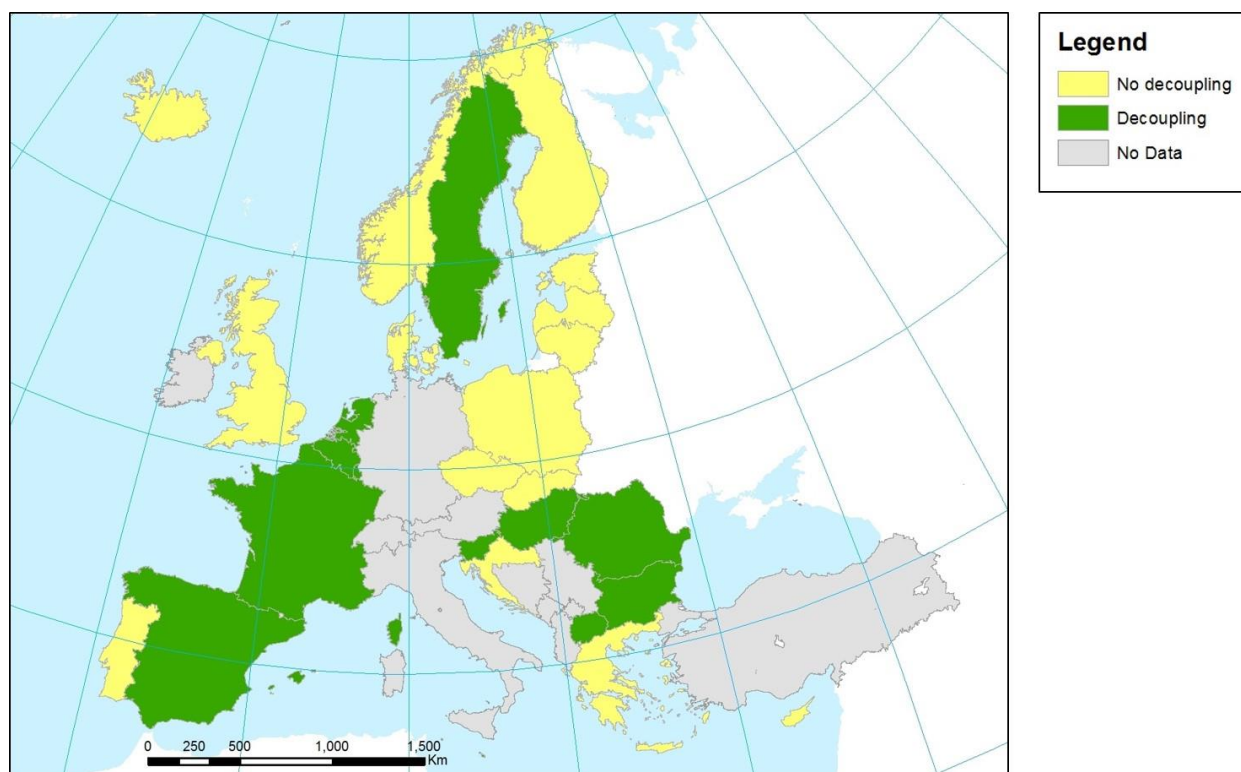 Legend
No decoupling
Decoupling
No Data
0 250 500 1,000 1,500
Km